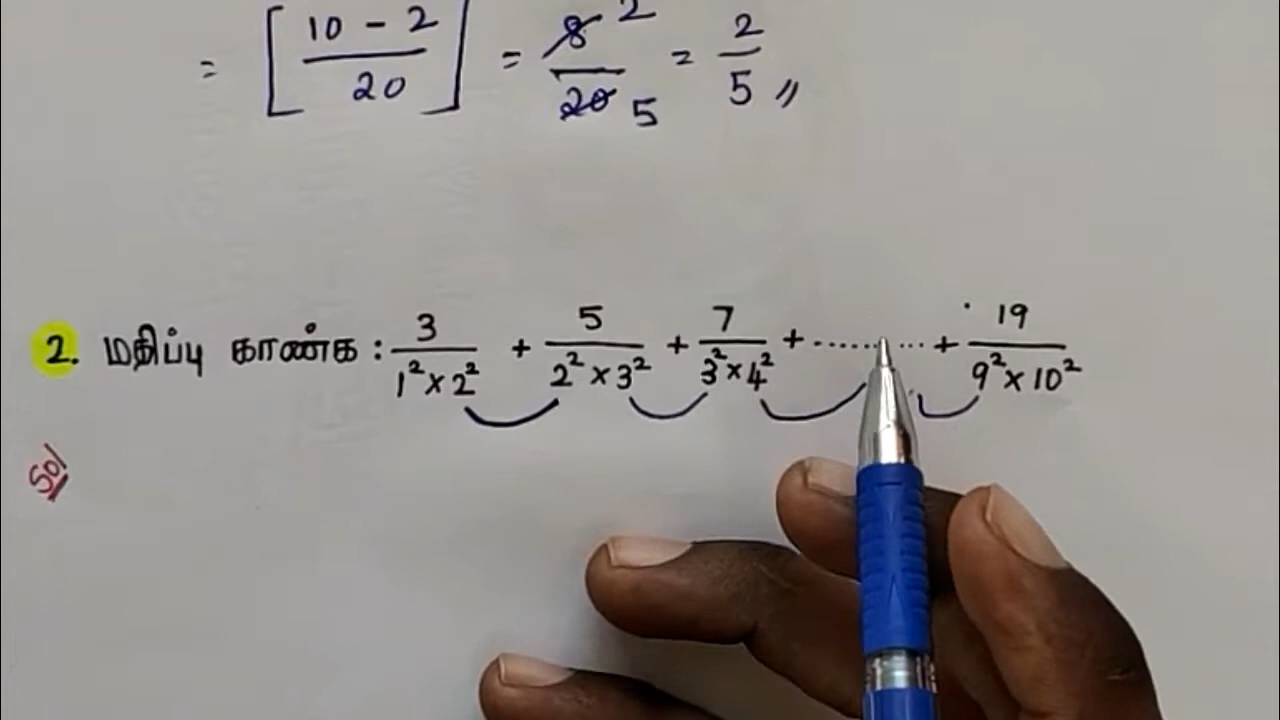 = [10 - 2 / 20] = 8 2 / 20 5 = 2/5 //
2. மதிப்பு காண்க : 3/1²×2² + 5/2²×3² + 7/3²×4² + ........... + 19/9²×10²
Sol